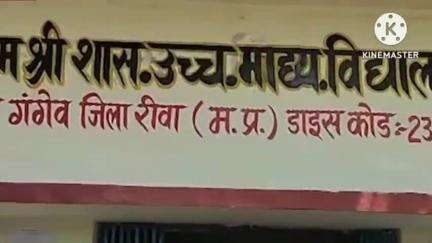 KINEMASTER
म श्री शास.उच्च.माध्य.विद्याल
गंगेव जिला रीवा (म.प्र.) डाइस कोड:-23